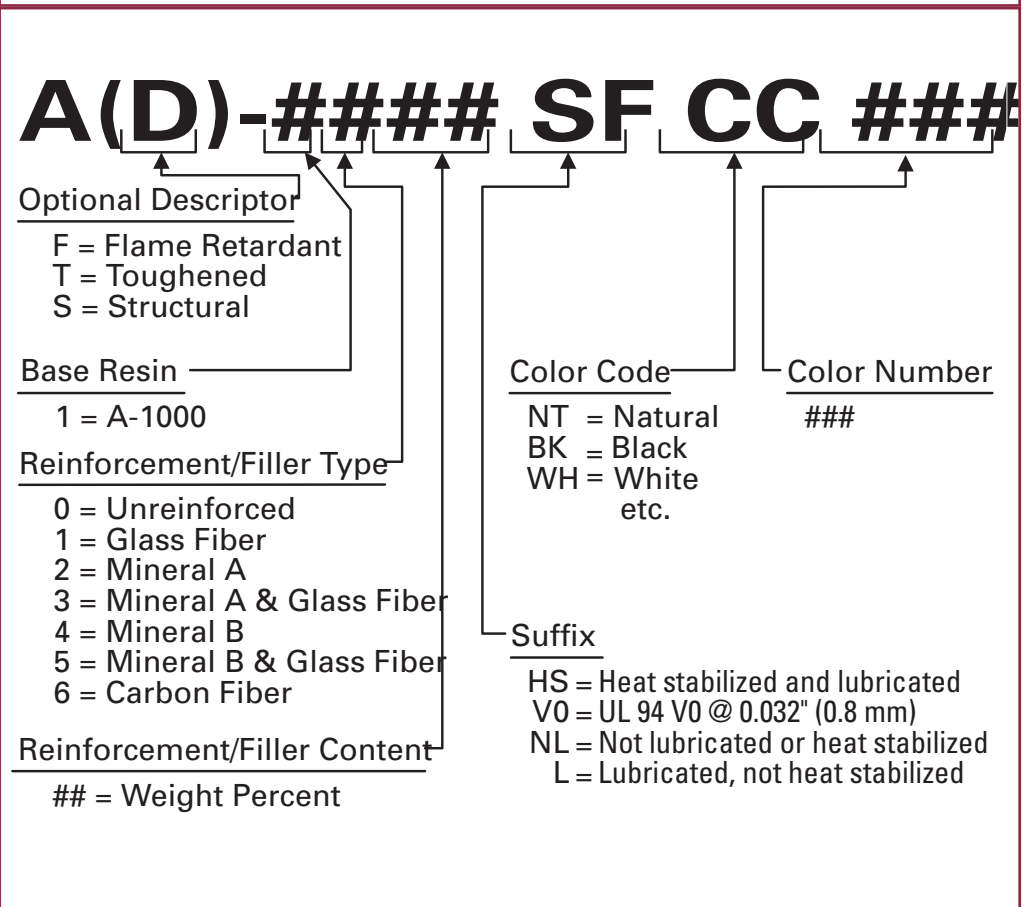 A(D)-#### SF CC ###
Optional Descriptor
F = Flame Retardant
T = Toughened
S = Structural
Base Resin
1 = A-1000
Reinforcement/Filler Type
0 = Unreinforced
1 = Glass Fiber
2 = Mineral A
3 = Mineral A & Glass Fiber
4 = Mineral B
5 = Mineral B & Glass Fiber
6 = Carbon Fiber
Reinforcement/Filler Content
## = Weight Percent
Color Code
NT = Natural
BK = Black
WH = White
etc.
Color Number
###
Suffix
HS = Heat stabilized and lubricated
V0 = UL 94 V0 @ 0.032" (0.8 mm)
NL = Not lubricated or heat stabilized
L = Lubricated, not heat stabilized